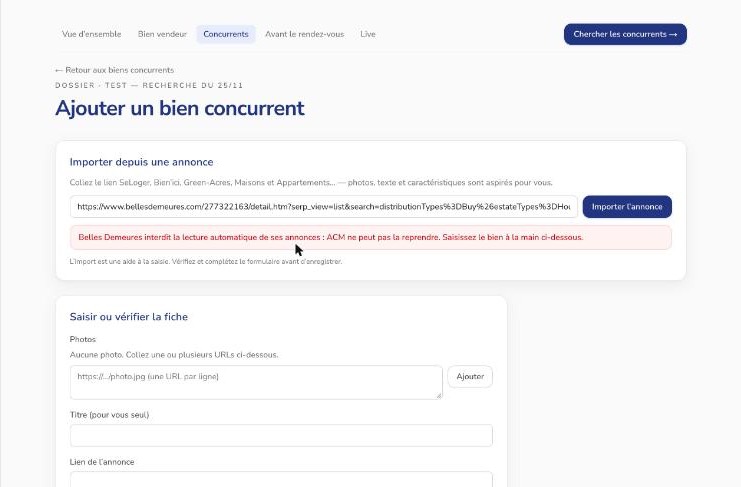 Vue d'ensemble
Bien vendeur
Concurrents
Avant le rendez-vous
Live
Chercher les concurrents →
← Retour aux biens concurrents
DOSSIER - TEST — RECHERCHE DU 25/11
Ajouter un bien concurrent
Importer depuis une annonce
Collez le lien SeLoger, Bien'ici, Green-Acres, Maisons et Appartements... — photos, texte et caractéristiques sont aspirés pour vous.
https://www.bellesdemeures.com/277322163/detail.htm?serp_view=list&search=distributionTypes%3DBuy%26estateTypes%3DHou
Importer l'annonce
Belles Demeures interdit la lecture automatique de ses annonces : ACM ne peut pas la reprendre. Saisissez le bien à la main ci-dessous.
L'import est une aide à la saisie. Vérifiez et complétez le formulaire avant d'enregistrer.
Saisir ou vérifier la fiche
Photos
Aucune photo. Collez une ou plusieurs URLs ci-dessous.
https://.../photo.jpg (une URL par ligne)
Ajouter
Titre (pour vous seul)
Lien de l'annonce